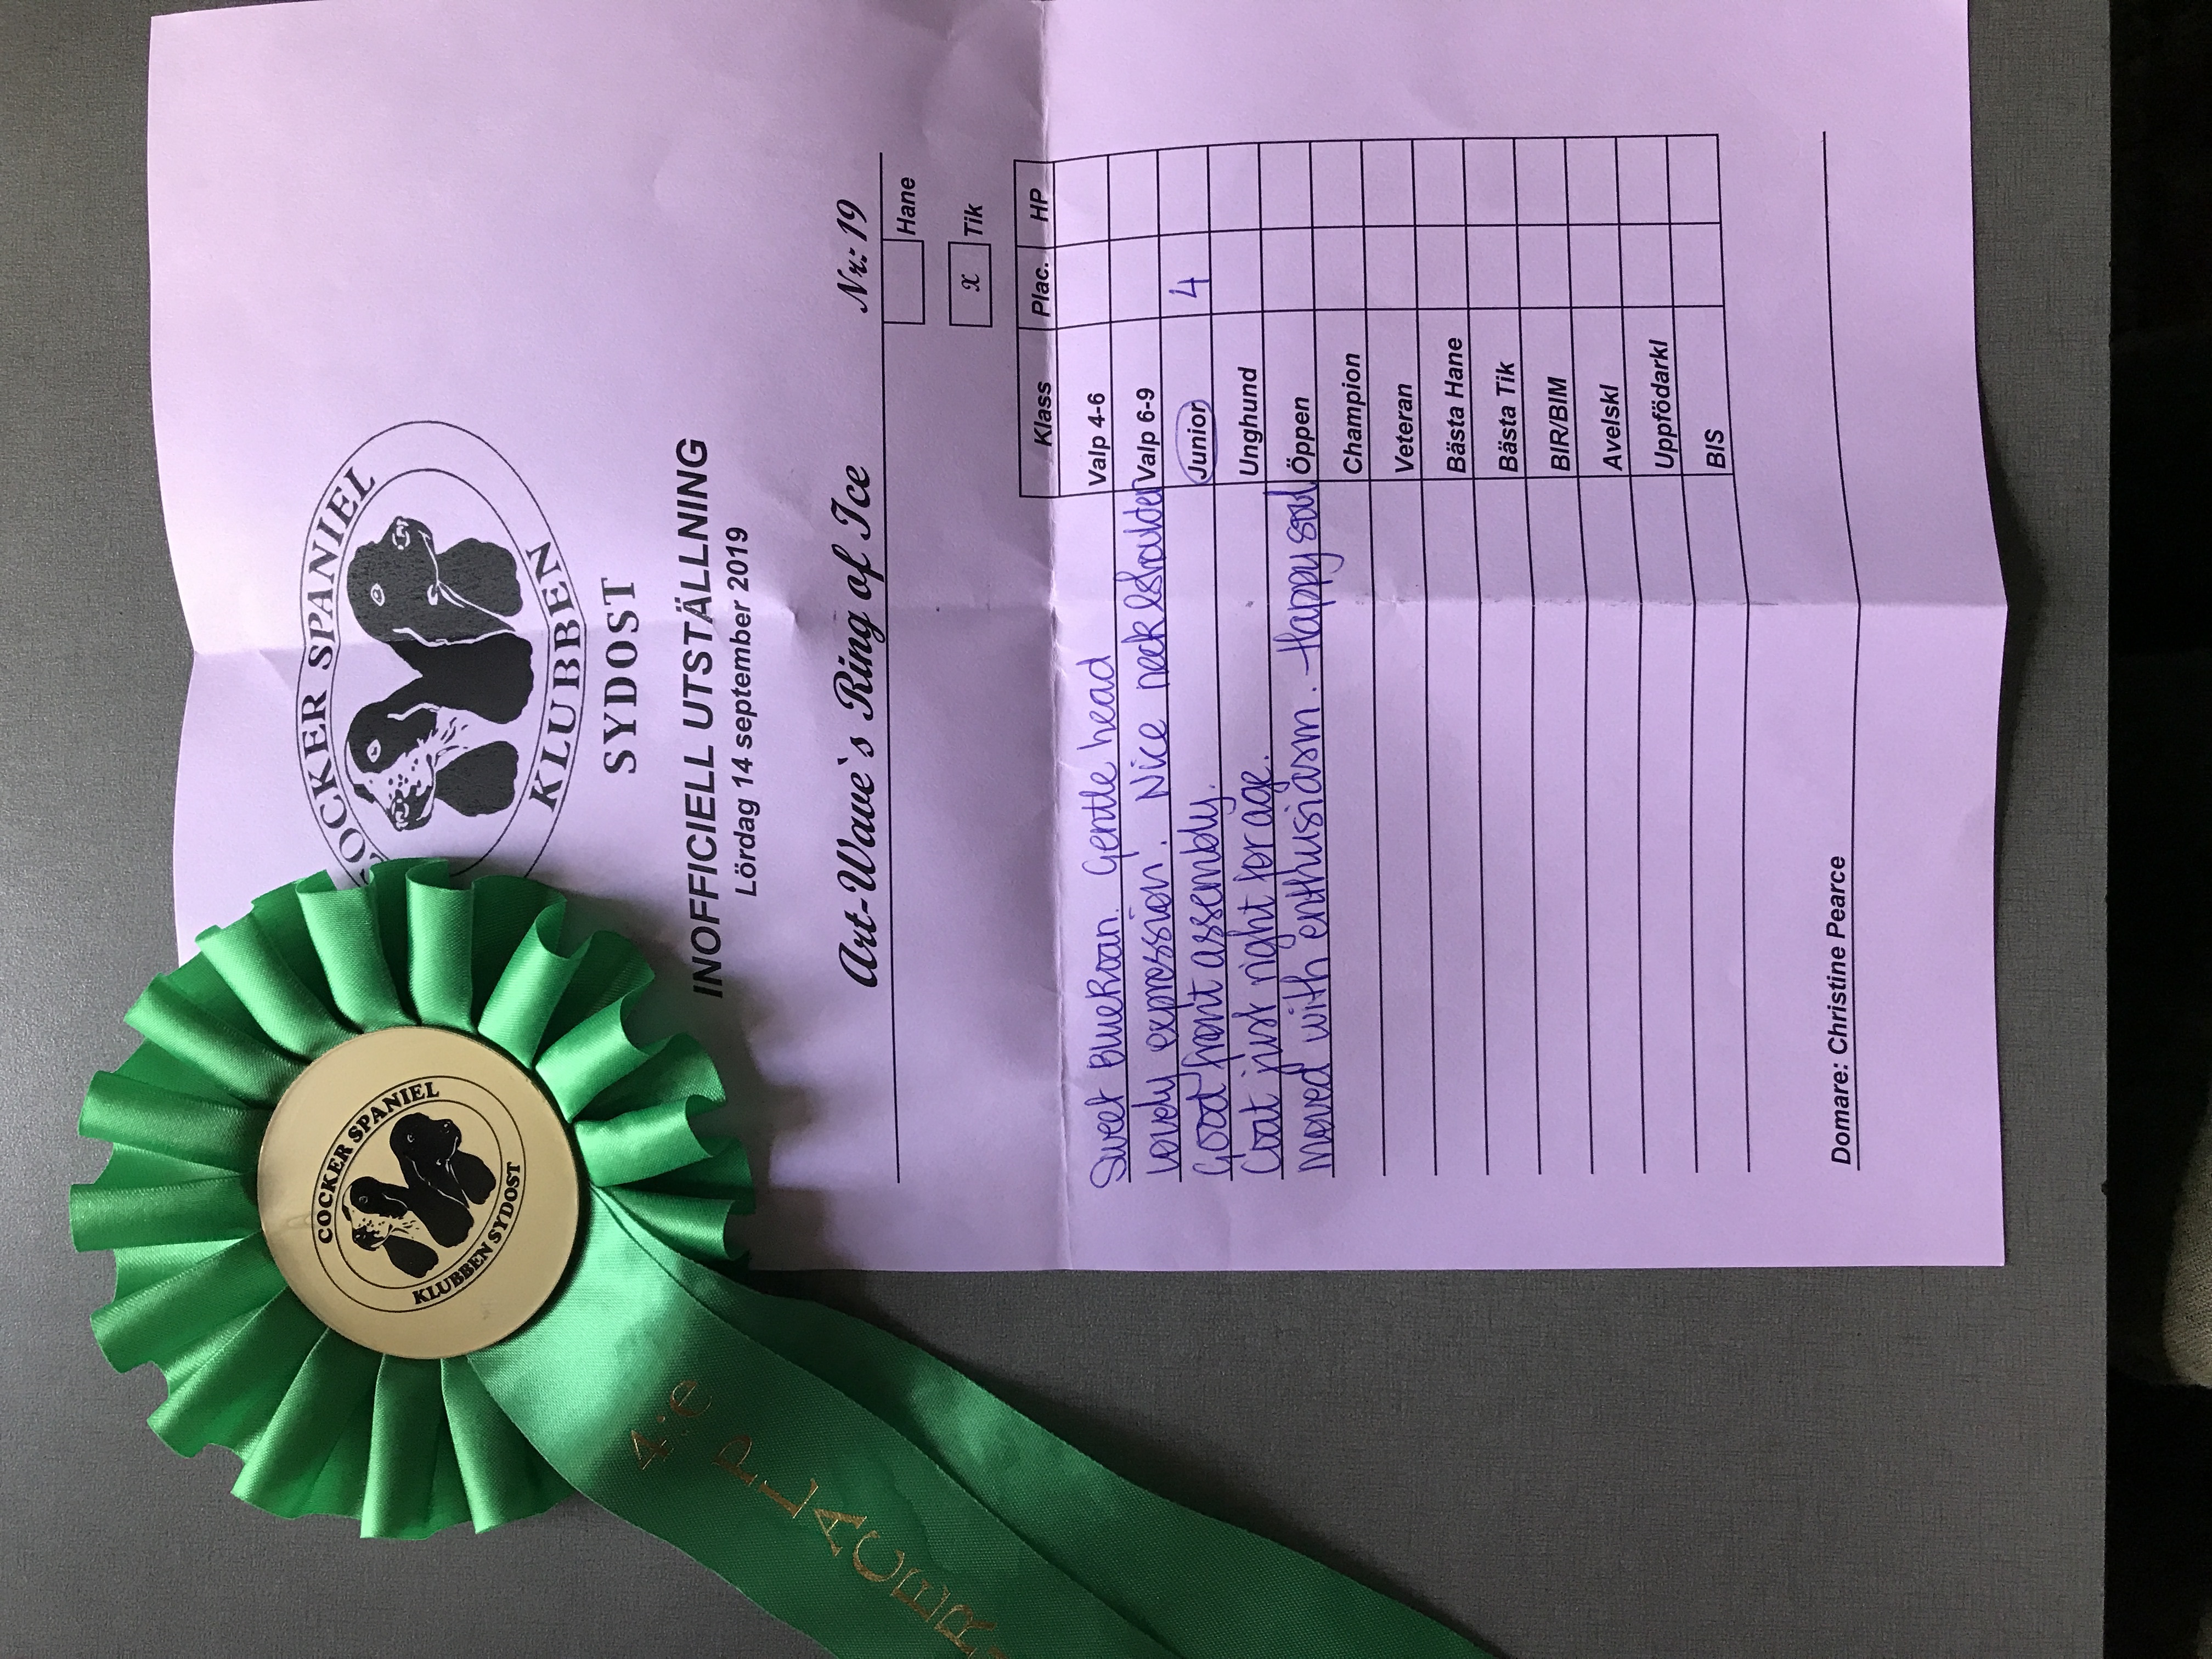 COCKER SPANIEL
KLUBBEN
SYDOST
INOFFICIELL UTSTÄLLNING
Lördag 14 september 2019
Art-Wave`s Ring of Ice Nr: 19
Hane
x Tik
Klass Plac. HP
Valp 4-6
Valp 6-9
Junior 4
Unghund
Öppen
Champion
Veteran
Bästa Hane
Bästa Tik
BIR/BIM
Avelskl
Uppfödarkl
BIS
Sweet BlueRoan. Gentle head
lovely expression. Nice neck&shoulder
Good front assembly.
Coat just right for age.
Moved with enthusiasm. Happy soul
Domare: Christine Pearce
COCKER SPANIEL
KLUBBEN SYDOST
4:e
PLACER